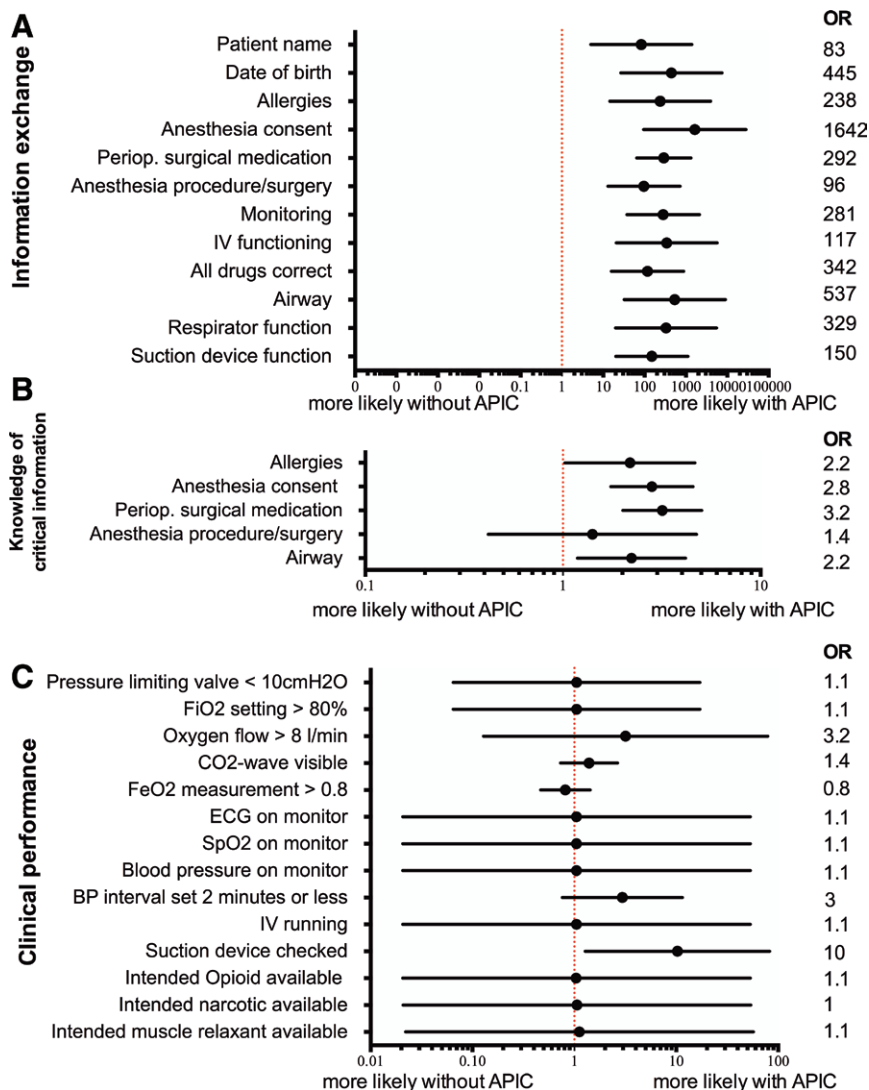 A
OR
Information exchange
Patient name 83
Date of birth 445
Allergies 238
Anesthesia consent 1642
Periop. surgical medication 292
Anesthesia procedure/surgery 96
Monitoring 281
IV functioning 117
All drugs correct 342
Airway 537
Respirator function 329
Suction device function 150
0 0 0 0 0.1 1 10 100 1000 10000 100000
more likely without APIC more likely with APIC
B
OR
Knowledge of
critical information
Allergies 2.2
Anesthesia consent 2.8
Periop. surgical medication 3.2
Anesthesia procedure/surgery 1.4
Airway 2.2
0.1 1 10
more likely without APIC more likely with APIC
OR
C
Clinical performance
Pressure limiting valve < 10cmH2O 1.1
FiO2 setting > 80% 1.1
Oxygen flow > 8 l/min 3.2
CO2-wave visible 1.4
FeO2 measurement > 0.8 0.8
ECG on monitor 1.1
SpO2 on monitor 1.1
Blood pressure on monitor 1.1
BP interval set 2 minutes or less 3
IV running 1.1
Suction device checked 10
Intended Opioid available 1.1
Intended narcotic available 1
Intended muscle relaxant available 1.1
0.01 0.10 1 10 100
more likely without APIC more likely with APIC